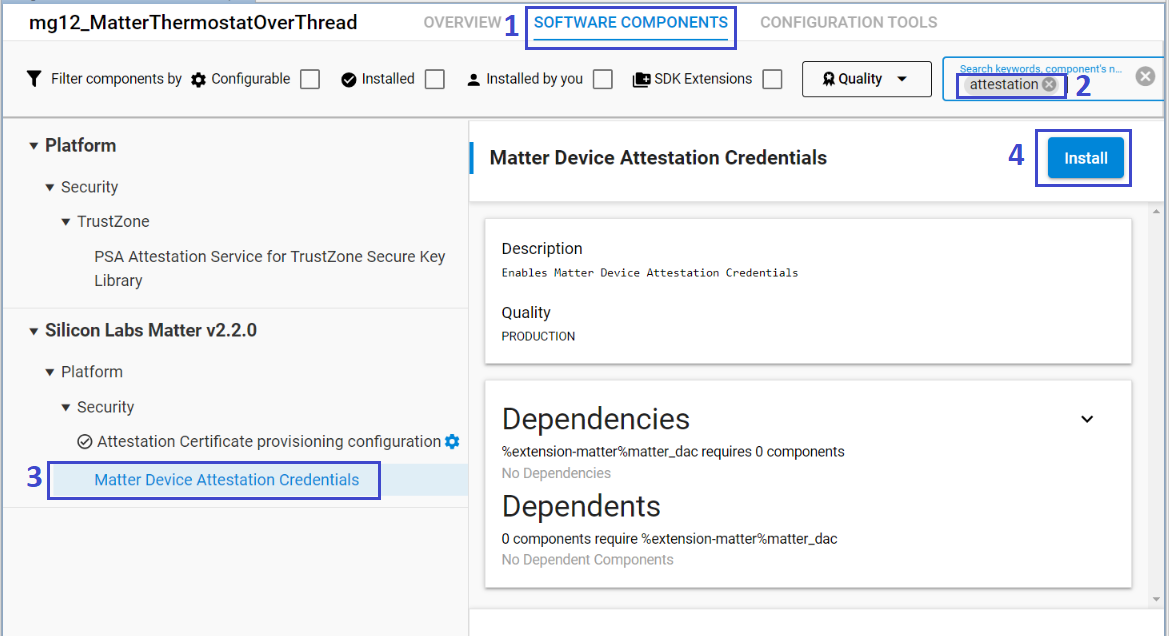 mg12_MatterThermostatOverThread
OVERVIEW
1
SOFTWARE COMPONENTS
CONFIGURATION TOOLS
Filter components by
Configurable
Installed
Installed by you
SDK Extensions
Quality
Search keywords, component's n...
attestation
2
Platform
Security
TrustZone
PSA Attestation Service for TrustZone Secure Key
Library
Silicon Labs Matter v2.2.0
Platform
Security
Attestation Certificate provisioning configuration
3
Matter Device Attestation Credentials
Matter Device Attestation Credentials
4
Install
Description
Enables Matter Device Attestation Credentials
Quality
PRODUCTION
Dependencies
%extension-matter%matter_dac requires 0 components
No Dependencies
Dependents
0 components require %extension-matter%matter_dac
No Dependent Components